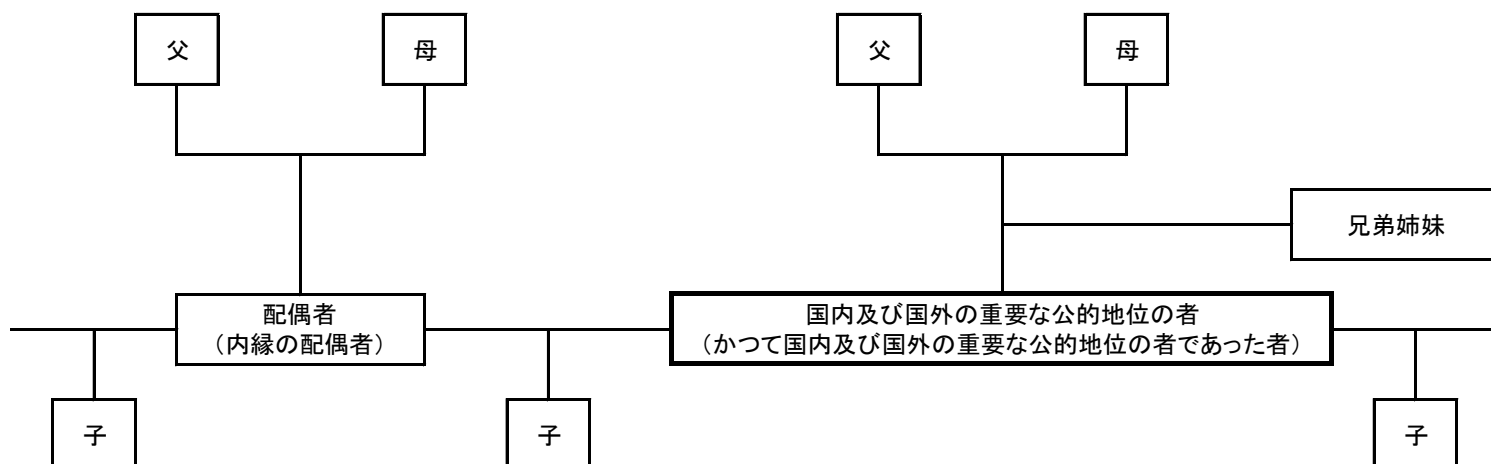 父
母
父
母
兄弟姉妹
配偶者
（内縁の配偶者）
国内及び国外の重要な公的地位の者
（かつて国内及び国外の重要な公的地位の者であった者）
子
子
子